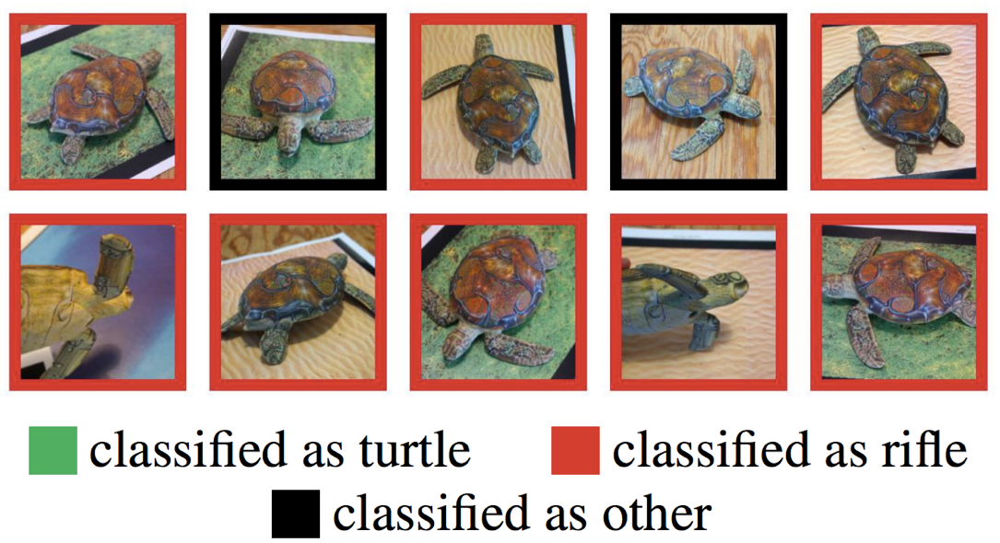 classified as turtle classified as rifle
classified as other